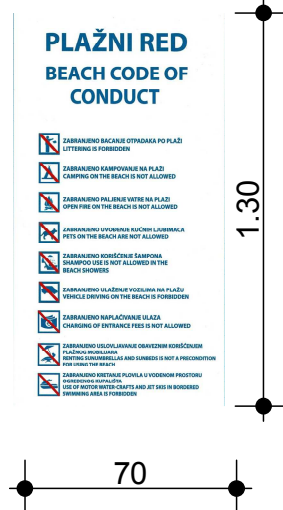 PLAŽNI RED
BEACH CODE OF
CONDUCT
ZABRANJENO BACANJE OTPADAKA PO PLAŽI
LITTERING IS FORBIDDEN
ZABRANJENO KAMPOVANJE NA PLAŽI
CAMPING ON THE BEACH IS NOT ALLOWED
ZABRANJENO PALJENJE VATRE NA PLAŽI
OPEN FIRE ON THE BEACH IS NOT ALLOWED
ZABRANJENO UVOĐENJE KUĆNIH LJUBIMACA
PETS ON THE BEACH ARE NOT ALLOWED
ZABRANJENO KORIŠĆENJE ŠAMPONA
SHAMPOO USE IS NOT ALLOWED IN THE
BEACH SHOWERS
ZABRANJENO ULAŽENJE VOZILIMA NA PLAŽU
VEHICLE DRIVING ON THE BEACH IS FORBIDDEN
ZABRANJENO NAPLAĆIVANJE ULAZA
CHARGING OF ENTRANCE FEES IS NOT ALLOWED
ZABRANJENO USLOVLJAVANJE OBAVEZNIM KORIŠĆENJEM
PLAŽNOG MOBILIJARA
RENTING SUNUMBRELLAS AND SUNBEDS IS NOT A PRECONDITION
FOR USING THE BEACH
ZABRANJENO KRETANJE PLOVILA U VODENOM PROSTORU
OGRAĐENOG KUPALIŠTA
USE OF MOTOR WATER-CRAFTS AND JET SKIS IN BORDERED
SWIMMING AREA IS FORBIDDEN
1.30
70